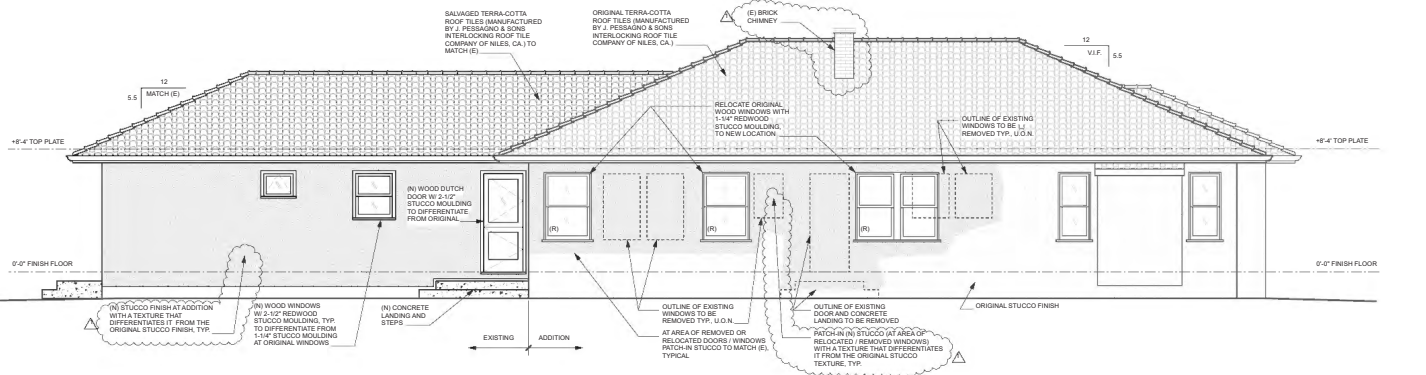 SALVAGED TERRA-COTTA
ROOF TILES (MANUFACTURED
BY J. PESSAGNO & SONS
INTERLOCKING ROOF TILE
COMPANY OF NILES, CA.) TO
MATCH (E)
ORIGINAL TERRA-COTTA
ROOF TILES (MANUFACTURED
BY J. PESSAGNO & SONS
INTERLOCKING ROOF TILE
COMPANY OF NILES, CA.)
(E) BRICK
CHIMNEY
12
V.I.F.
5.5
12
MATCH (E)
5.5
RELOCATE ORIGINAL
WOOD WINDOWS WITH
1-1/4" REDWOOD
STUCCO MOULDING,
TO NEW LOCATION
OUTLINE OF EXISTING
WINDOWS TO BE
REMOVED TYP., U.O.N.
+8'-4" TOP PLATE
+8'-4" TOP PLATE
(N) WOOD DUTCH
DOOR W/ 2-1/2"
STUCCO MOULDING
TO DIFFERENTIATE
FROM ORIGINAL
(R)
(R)
(R)
0'-0" FINISH FLOOR
0'-0" FINISH FLOOR
(N) STUCCO FINISH AT ADDITION
WITH A TEXTURE THAT
DIFFERENTIATES IT FROM THE
ORIGINAL STUCCO FINISH, TYP.
(N) WOOD WINDOWS
W/ 2-1/2" REDWOOD
STUCCO MOULDING, TYP.
TO DIFFERENTIATE FROM
1-1/4" STUCCO MOULDING
AT ORIGINAL WINDOWS
(N) CONCRETE
LANDING AND
STEPS
OUTLINE OF EXISTING
WINDOWS TO BE
REMOVED TYP., U.O.N.
OUTLINE OF EXISTING
DOOR AND CONCRETE
LANDING TO BE REMOVED
ORIGINAL STUCCO FINISH
EXISTING
ADDITION
AT AREA OF REMOVED OR
RELOCATED DOORS / WINDOWS
PATCH-IN STUCCO TO MATCH (E),
TYPICAL
PATCH-IN (N) STUCCO (AT AREA OF
RELOCATED / REMOVED WINDOWS)
WITH A TEXTURE THAT DIFFERENTIATES
IT FROM THE ORIGINAL STUCCO
TEXTURE, TYP.